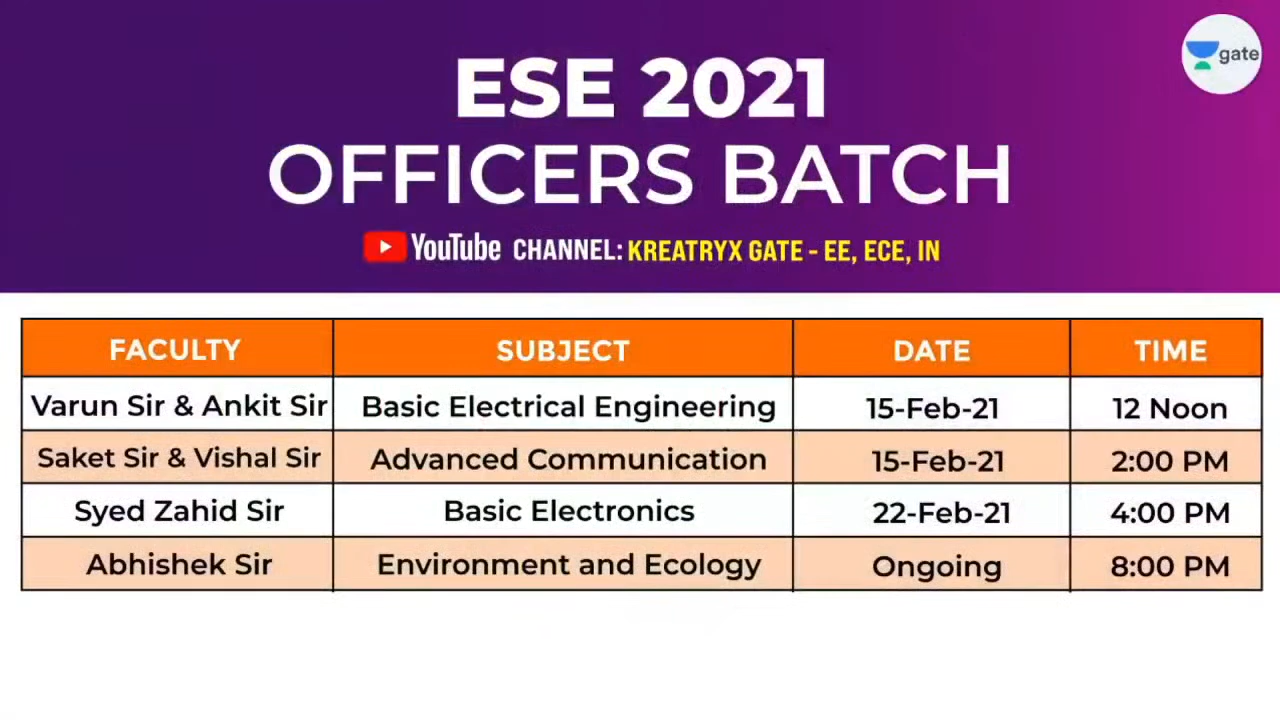 gate
ESE 2021
OFFICERS BATCH
YouTube CHANNEL: KREATRYX GATE - EE, ECE, IN
FACULTY SUBJECT DATE TIME
Varun Sir & Ankit Sir Basic Electrical Engineering 15-Feb-21 12 Noon
Saket Sir & Vishal Sir Advanced Communication 15-Feb-21 2:00 PM
Syed Zahid Sir Basic Electronics 22-Feb-21 4:00 PM
Abhishek Sir Environment and Ecology Ongoing 8:00 PM